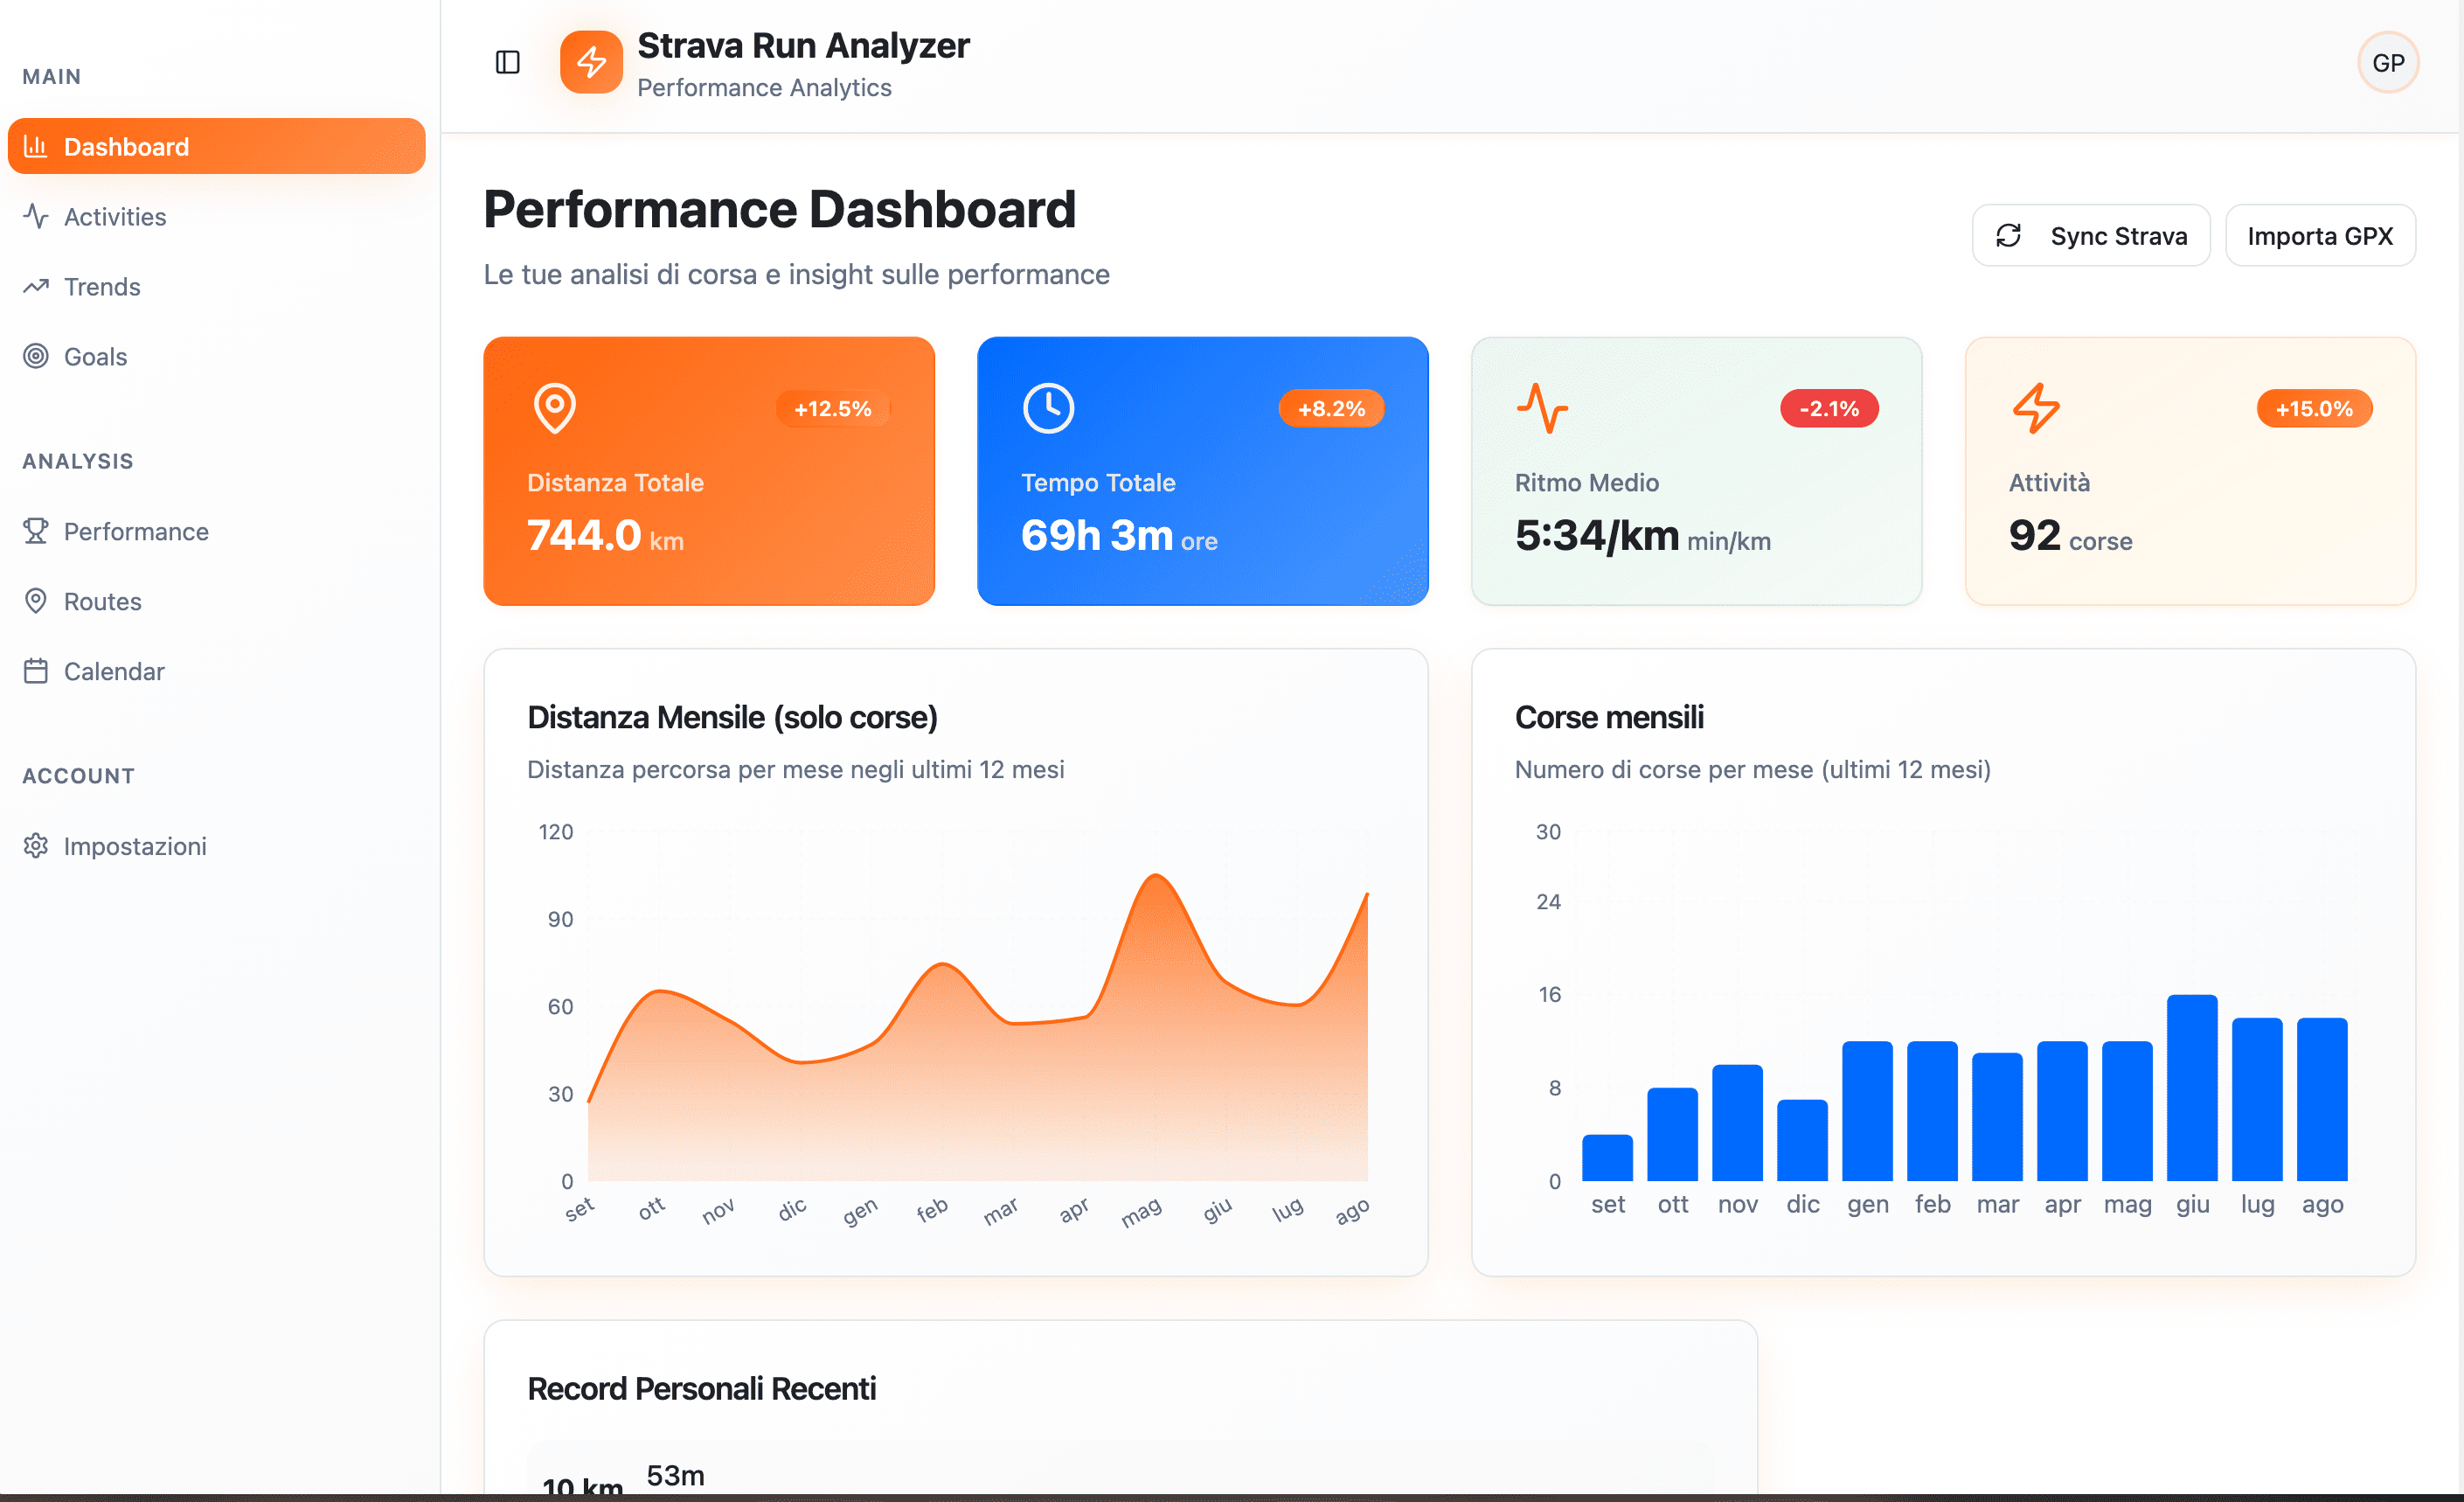 MAIN
Dashboard
Activities
Trends
Goals
ANALYSIS
Performance
Routes
Calendar
ACCOUNT
Impostazioni
Strava Run Analyzer
Performance Analytics
GP
Performance Dashboard
Le tue analisi di corsa e insight sulle performance
Sync Strava
Importa GPX
+12.5%
Distanza Totale
744.0 km
+8.2%
Tempo Totale
69h 3m ore
-2.1%
Ritmo Medio
5:34/km min/km
+15.0%
Attività
92 corse
Distanza Mensile (solo corse)
Distanza percorsa per mese negli ultimi 12 mesi
120
90
60
30
0
set ott nov dic gen feb mar apr mag giu lug ago
Corse mensili
Numero di corse per mese (ultimi 12 mesi)
30
24
16
8
0
set ott nov dic gen feb mar apr mag giu lug ago
Record Personali Recenti
53m
10 km